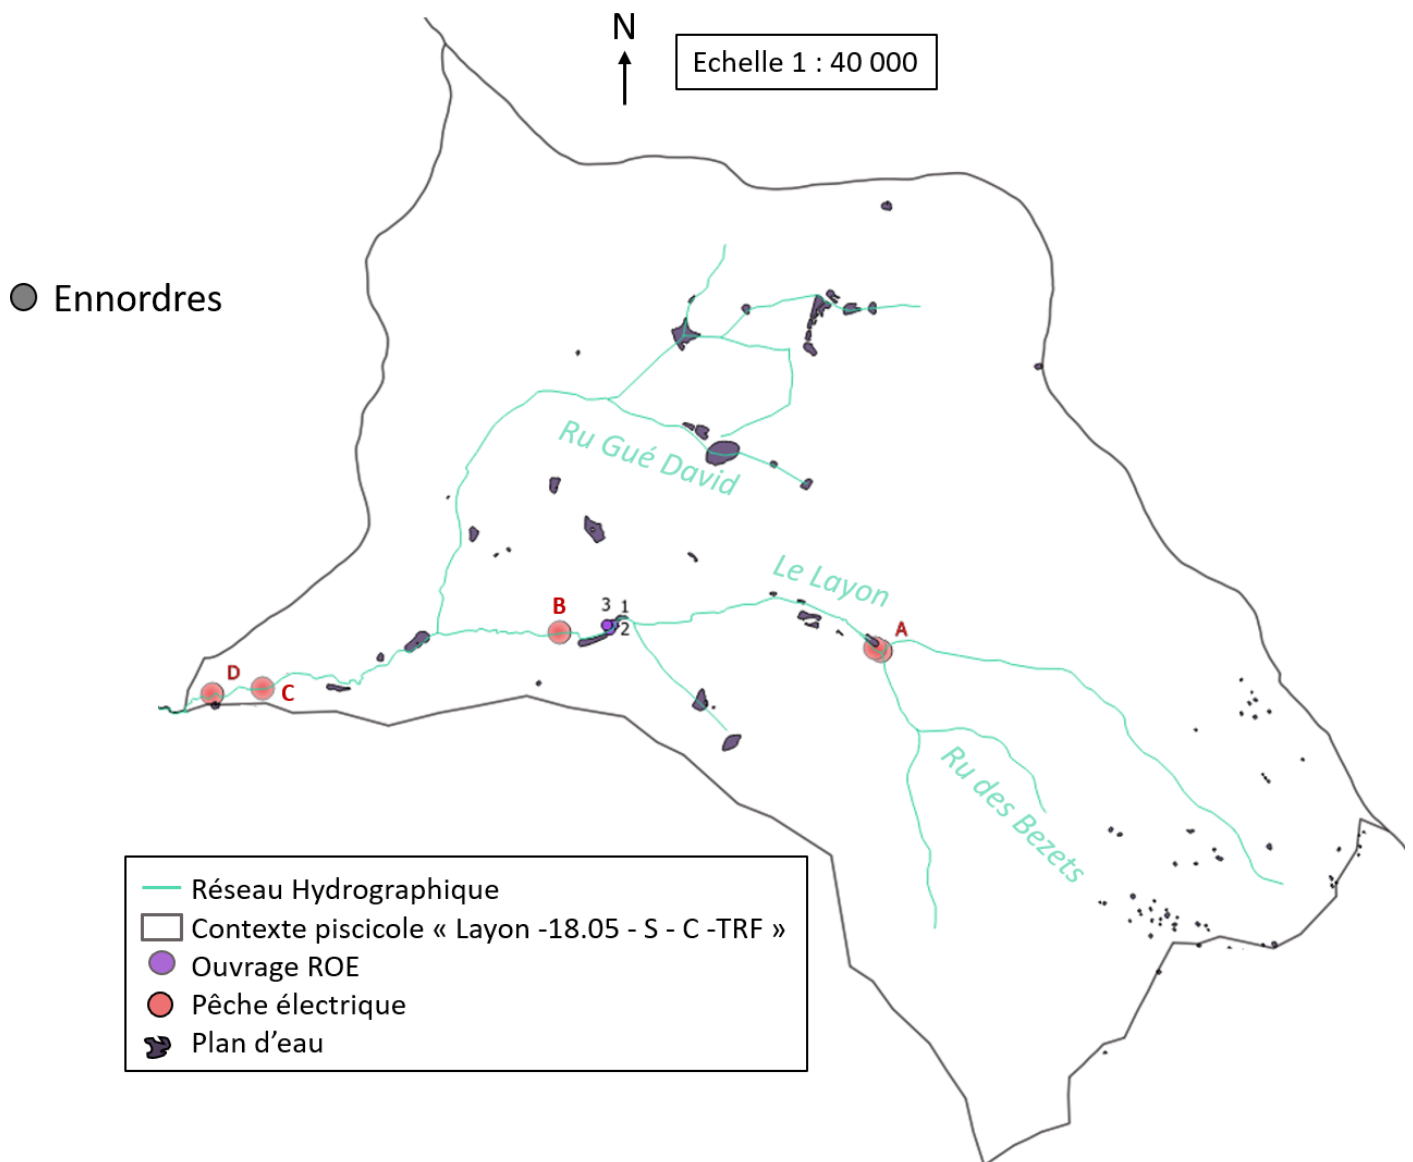 N
Echelle 1 : 40 000
Ennordres
Ru Gué David
Le Layon
B
3
1
2
A
D
C
Ru des Bezets
Réseau Hydrographique
Contexte piscicole « Layon -18.05 - S - C -TRF »
Ouvrage ROE
Pêche électrique
Plan d’eau